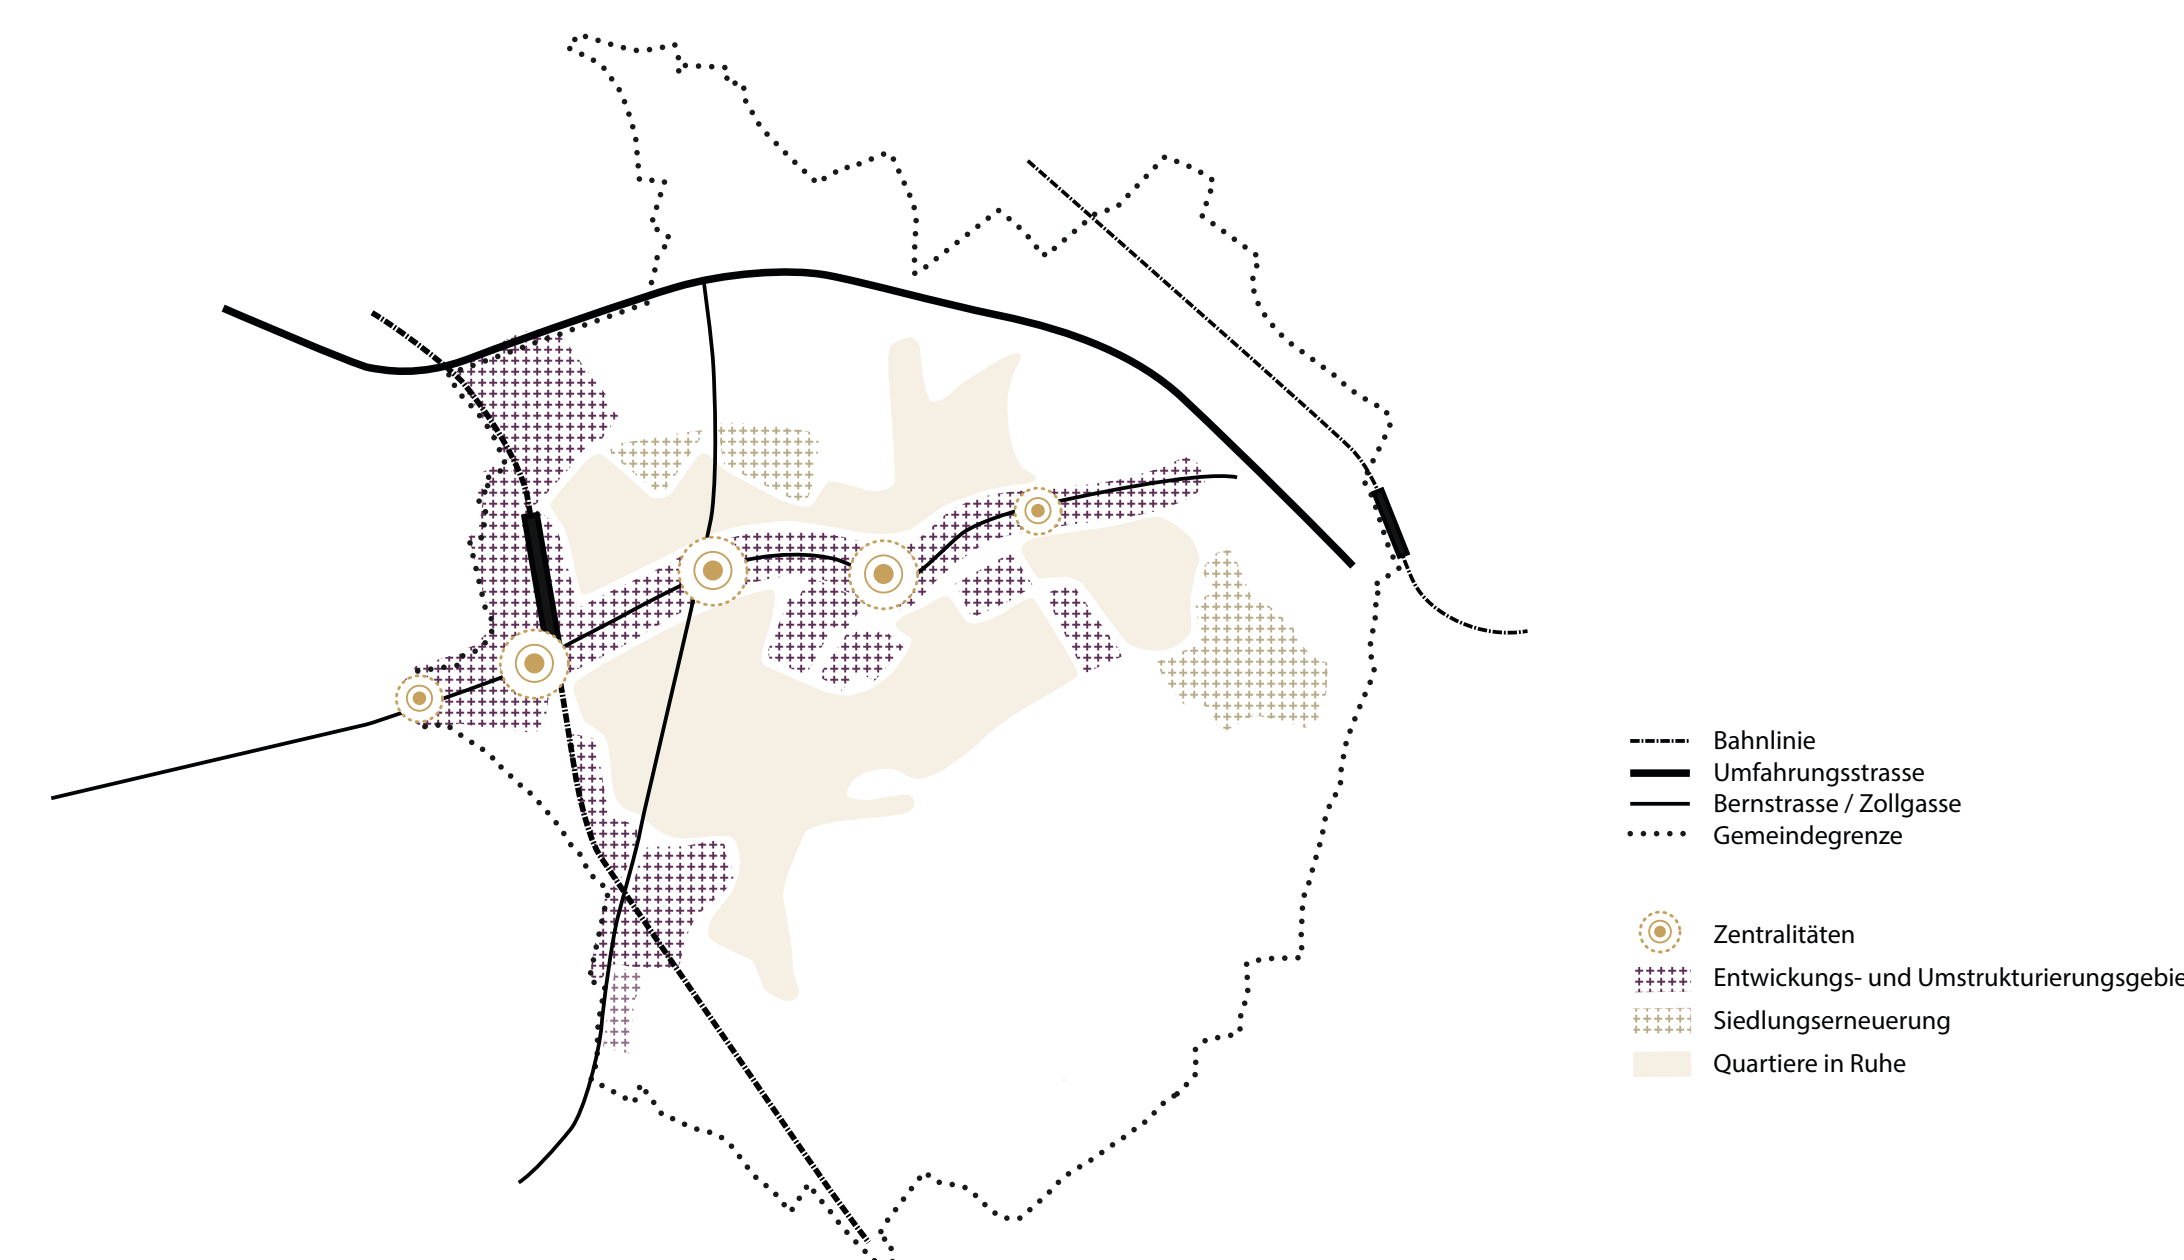 Bahnlinie
Umfahrungsstrasse
Bernstrasse / Zollgasse
Gemeindegrenze
Zentralitäten
Entwickungs- und Umstrukturierungsgebie
Siedlungserneuerung
Quartiere in Ruhe